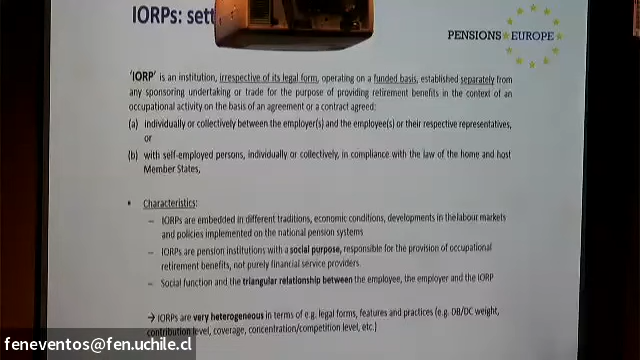 IORPs: sett
PENSIONS EUROPE
'IORP' is an institution, irrespective of its legal form, operating on a funded basis, established separately from
any sponsoring undertaking or trade for the purpose of providing retirement benefits in the context of an
occupational activity on the basis of an agreement or a contract agreed:
(a) individually or collectively between the employer(s) and the employee(s) or their respective representatives,
or
(b) with self-employed persons, individually or collectively, in compliance with the law of the home and host
Member States,
• Characteristics:
– IORPs are embedded in different traditions, economic conditions, developments in the labour markets
and policies implemented on the national pension systems
– IORPs are pension institutions with a social purpose, responsible for the provision of occupational
retirement benefits, not purely financial service providers.
– Social function and the triangular relationship between the employee, the employer and the IORP
→ IORPs are very heterogeneous in terms of e.g. legal forms, features and practices (e.g. DB/DC weight,
contribution level, coverage, concentration/competition level, etc.)
feneventos@fen.uchile.cl